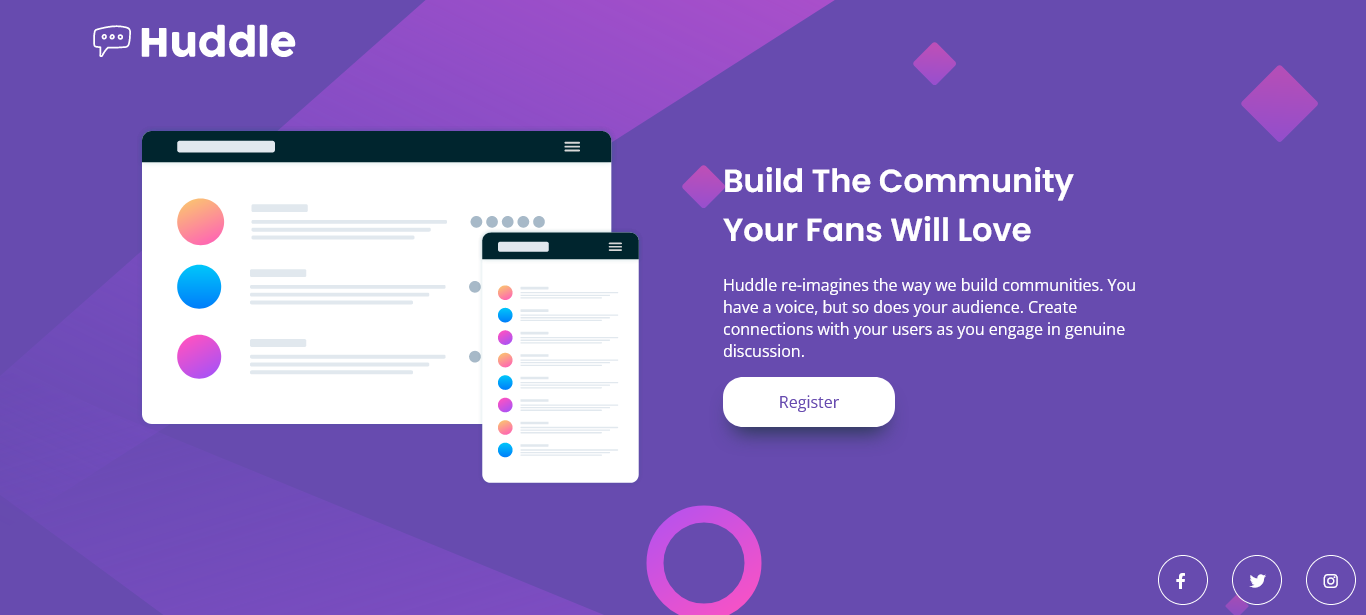 Huddle
Build The Community
Your Fans Will Love
Huddle re-imagines the way we build communities. You
have a voice, but so does your audience. Create
connections with your users as you engage in genuine
discussion.
Register